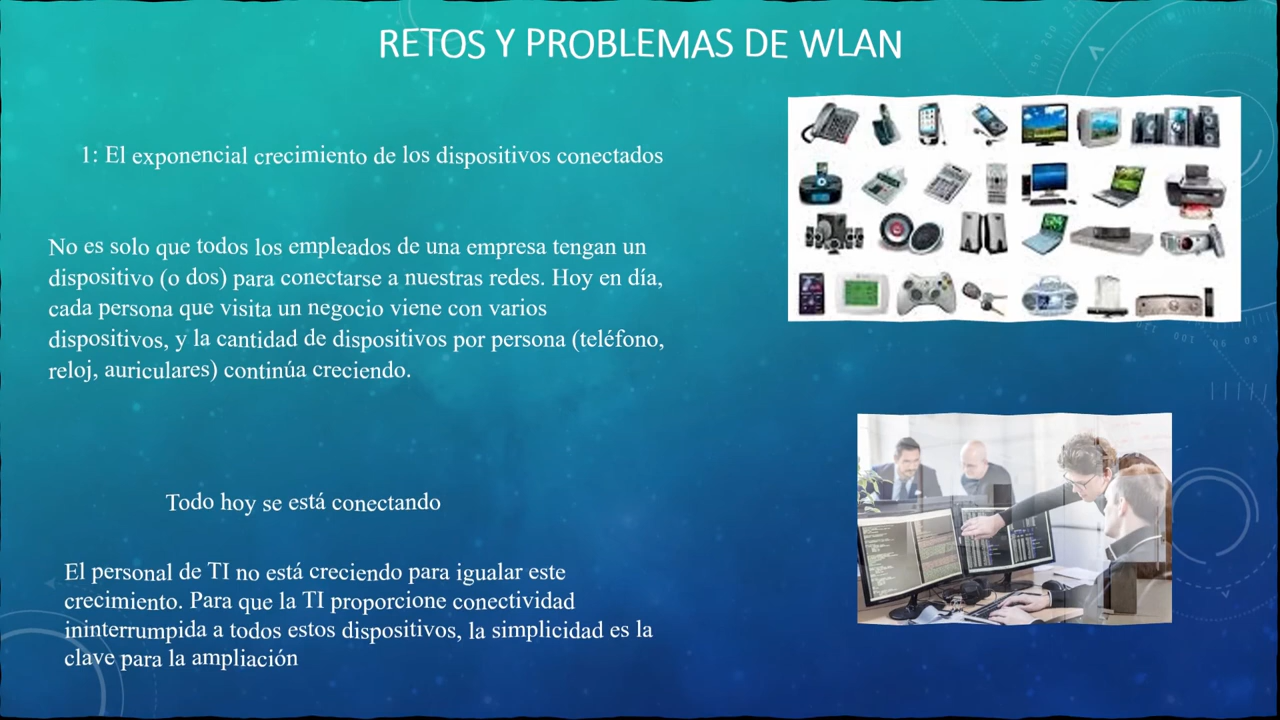 RETOS Y PROBLEMAS DE WLAN
1: El exponencial crecimiento de los dispositivos conectados
No es solo que todos los empleados de una empresa tengan un
dispositivo (o dos) para conectarse a nuestras redes. Hoy en día,
cada persona que visita un negocio viene con varios
dispositivos, y la cantidad de dispositivos por persona (teléfono,
reloj, auriculares) continúa creciendo.
Todo hoy se está conectando
El personal de TI no está creciendo para igualar este
crecimiento. Para que la TI proporcione conectividad
ininterrumpida a todos estos dispositivos, la simplicidad es la
clave para la ampliación